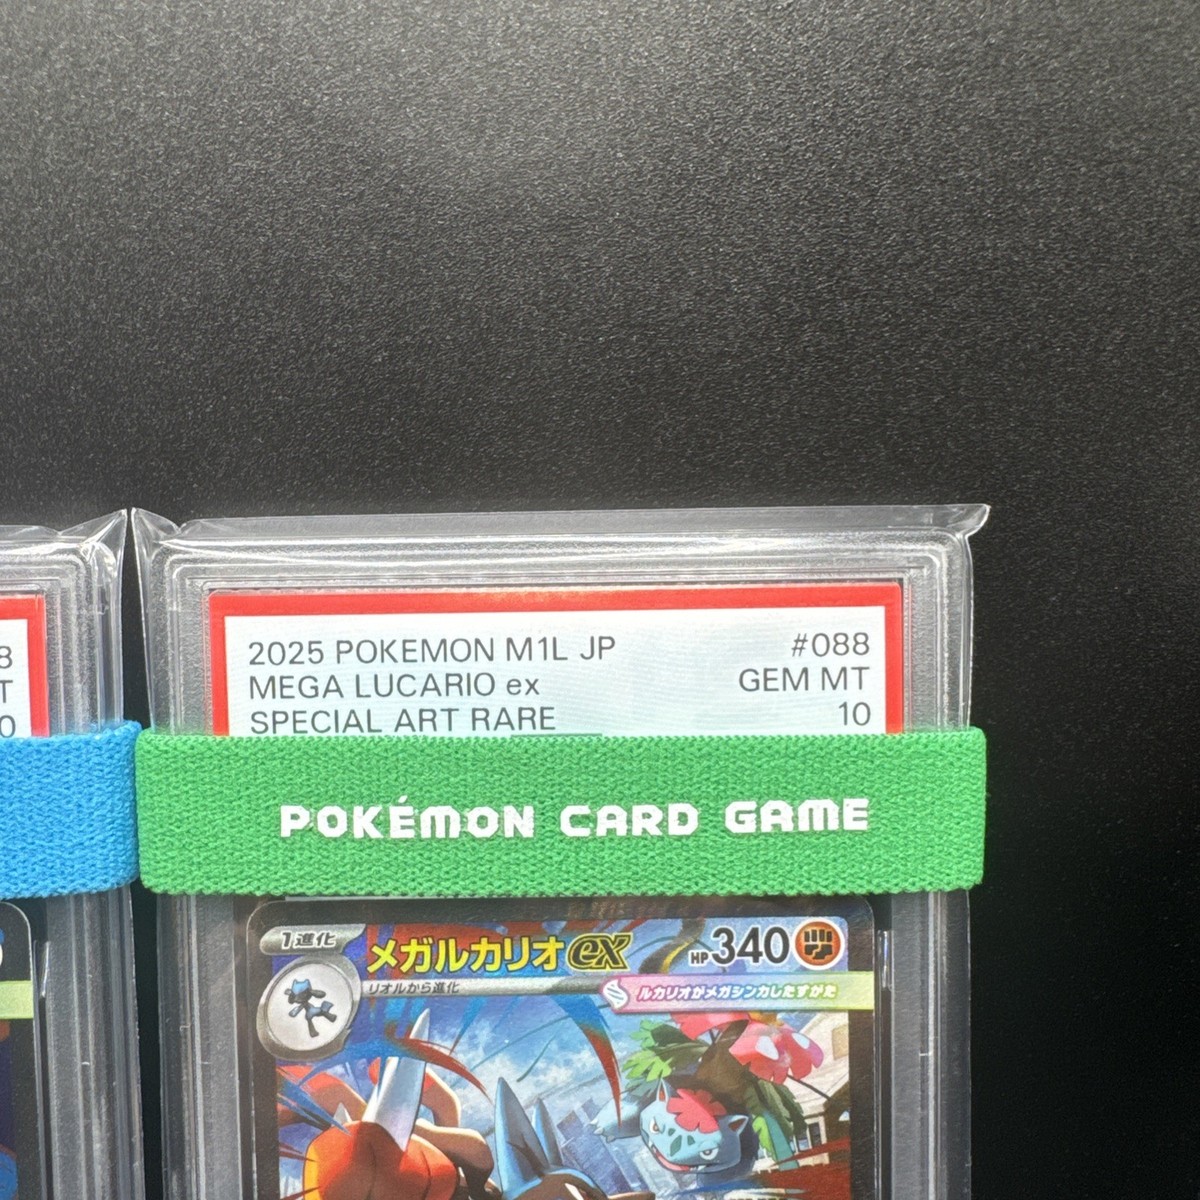 2025 POKEMON M1L JP #088
MEGA LUCARIO ex GEM MT
SPECIAL ART RARE 10
POKÉMON CARD GAME
1進化 メガルカリオex HP340
リオルから進化
ルカリオがメガシンカしたすがた
8
T
0